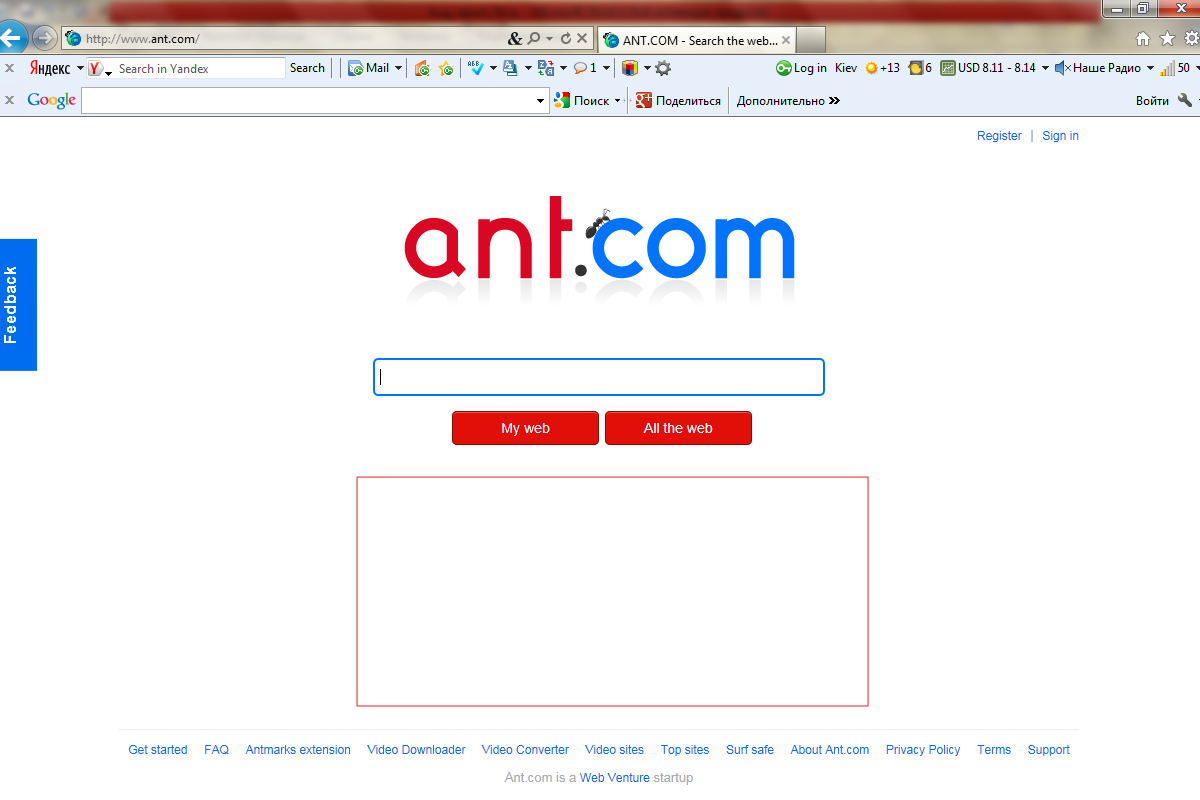 http://www.ant.com/ ANT.COM - Search the web...
Яндекс Search in Yandex Search Mail 1 Log in Kiev +13 6 USD 8.11 - 8.14 Наше Радио 50
Google Поиск Поделиться Дополнительно Войти
Register | Sign in
ant.com
Feedback
My web All the web
Get started FAQ Antmarks extension Video Downloader Video Converter Video sites Top sites Surf safe About Ant.com Privacy Policy Terms Support
Ant.com is a Web Venture startup